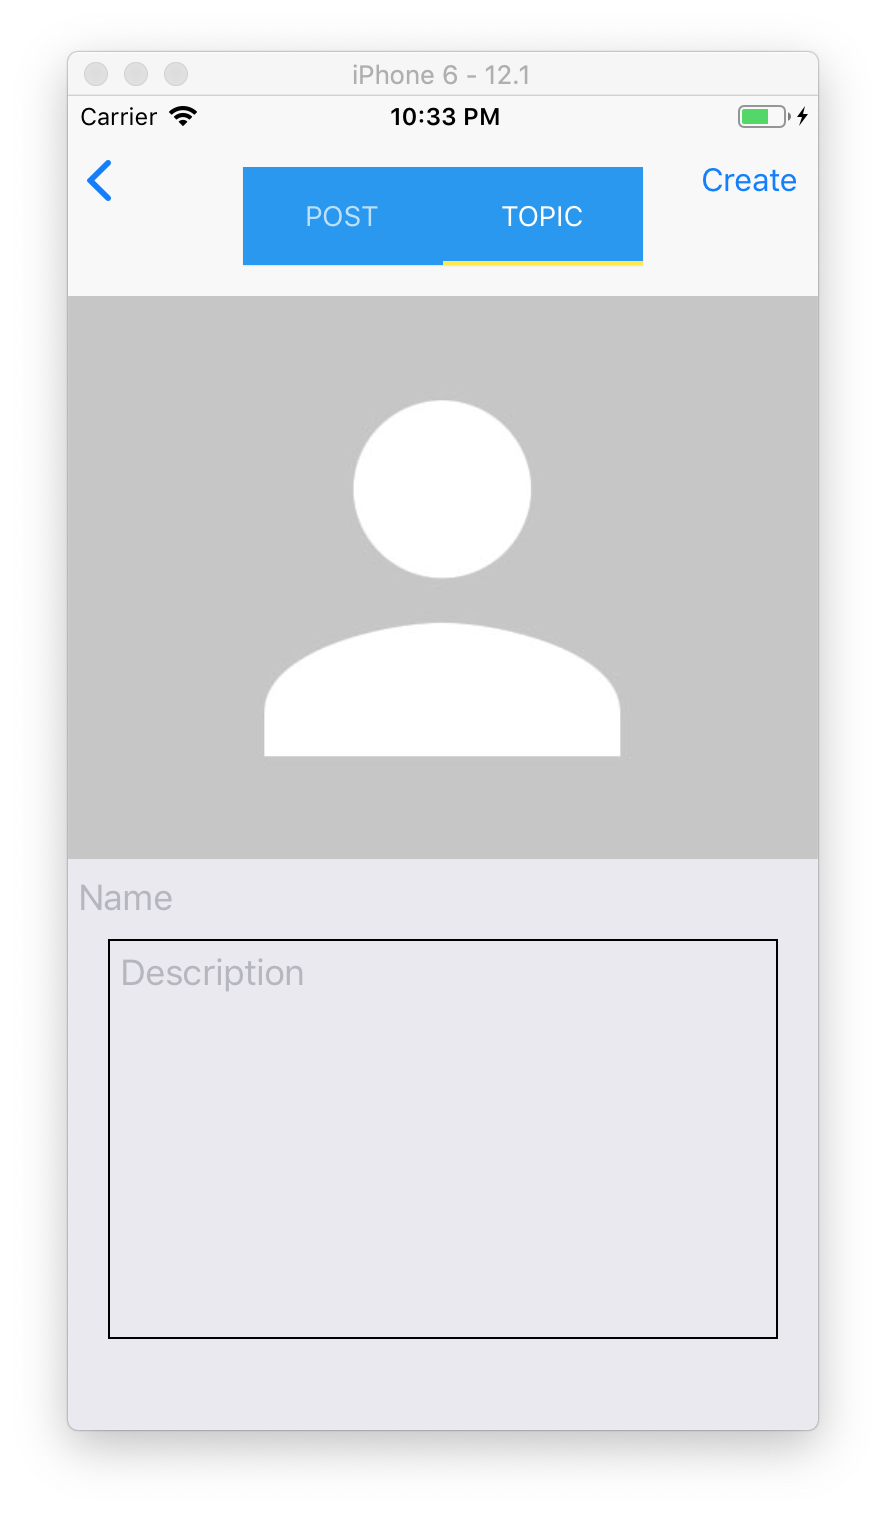 iPhone 6 - 12.1
Carrier 10:33 PM
POST TOPIC Create
Name
Description